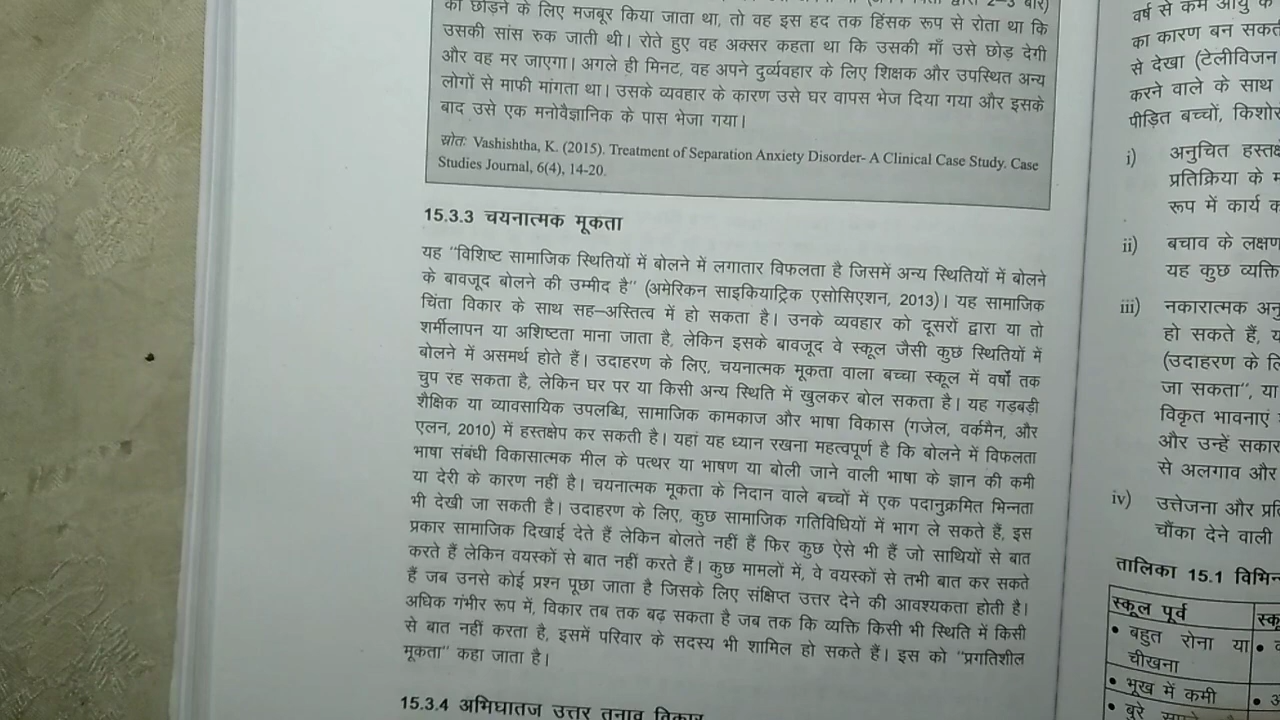 को छोड़ने के लिए मजबूर किया जाता था, तो वह इस हद तक हिंसक रूप से रोता था कि
उसकी सांस रुक जाती थी। रोते हुए वह अक्सर कहता था कि उसकी माँ उसे छोड़ देगी
और वह मर जाएगा। अगले ही मिनट, वह अपने दुर्व्यवहार के लिए शिक्षक और उपस्थित अन्य
लोगों से माफी मांगता था। उसके व्यवहार के कारण उसे घर वापस भेज दिया गया और इसके
बाद उसे एक मनोवैज्ञानिक के पास भेजा गया।
स्रोतः Vashishtha, K. (2015). Treatment of Separation Anxiety Disorder- A Clinical Case Study. Case
Studies Journal, 6(4), 14-20.
15.3.3 चयनात्मक मूकता
यह "विशिष्ट सामाजिक स्थितियों में बोलने में लगातार विफलता है जिसमें अन्य स्थितियों में बोलने
के बावजूद बोलने की उम्मीद है" (अमेरिकन साइकियाट्रिक एसोसिएशन, 2013)। यह सामाजिक
चिंता विकार के साथ सह–अस्तित्व में हो सकता है। उनके व्यवहार को दूसरों द्वारा या तो
शर्मीलापन या अशिष्टता माना जाता है, लेकिन इसके बावजूद वे स्कूल जैसी कुछ स्थितियों में
बोलने में असमर्थ होते हैं। उदाहरण के लिए, चयनात्मक मूकता वाला बच्चा स्कूल में वर्षों तक
चुप रह सकता है, लेकिन घर पर या किसी अन्य स्थिति में खुलकर बोल सकता है। यह गड़बड़ी
शैक्षिक या व्यावसायिक उपलब्धि, सामाजिक कामकाज और भाषा विकास (गजेल, वर्कमैन, और
एलन, 2010) में हस्तक्षेप कर सकती है। यहां यह ध्यान रखना महत्वपूर्ण है कि बोलने में विफलता
भाषा संबंधी विकासात्मक मील के पत्थर या भाषण या बोली जाने वाली भाषा के ज्ञान की कमी
या देरी के कारण नहीं है। चयनात्मक मूकता के निदान वाले बच्चों में एक पदानुक्रमित भिन्नता
भी देखी जा सकती है। उदाहरण के लिए, कुछ सामाजिक गतिविधियों में भाग ले सकते हैं, इस
प्रकार सामाजिक दिखाई देते हैं लेकिन बोलते नहीं हैं फिर कुछ ऐसे भी हैं जो साथियों से बात
करते हैं लेकिन वयस्कों से बात नहीं करते हैं। कुछ मामलों में, वे वयस्कों से तभी बात कर सकते
हैं जब उनसे कोई प्रश्न पूछा जाता है जिसके लिए संक्षिप्त उत्तर देने की आवश्यकता होती है।
अधिक गंभीर रूप में, विकार तब तक बढ़ सकता है जब तक कि व्यक्ति किसी भी स्थिति में किसी
से बात नहीं करता है, इसमें परिवार के सदस्य भी शामिल हो सकते हैं। इस को "प्रगतिशील
मूकता" कहा जाता है।
15.3.4 अभिघातज उत्तर तनाव विकार
वर्ष से कम आयु के
का कारण बन सकत
से देखा (टेलीविजन
करने वाले के साथ
पीड़ित बच्चों, किशोर
i) अनुचित हस्तक्षे
प्रतिक्रिया के म
रूप में कार्य क
ii) बचाव के लक्षण
यह कुछ व्यक्ति
iii) नकारात्मक अनु
हो सकते हैं, य
(उदाहरण के लि
जा सकता", या
विकृत भावनाएं
और उन्हें सकार
से अलगाव और
iv) उत्तेजना और प्रति
चौंका देने वाली
तालिका 15.1 विभिन
स्कूल पूर्व स्कू
• बहुत रोना या •
चीखना
• भूख में कमी •
• बुरे